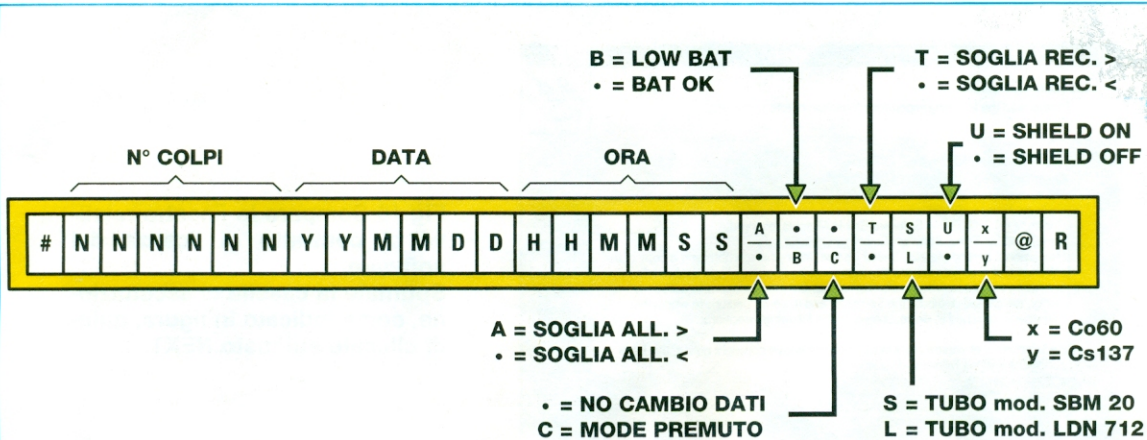 B = LOW BAT
• = BAT OK
T = SOGLIA REC. >
• = SOGLIA REC. <
U = SHIELD ON
• = SHIELD OFF
N° COLPI DATA ORA
# N N N N N N Y Y M M D D H H M M S S A • • T S U x @ R
• B C • L • y
A = SOGLIA ALL. >
• = SOGLIA ALL. <
x = Co60
y = Cs137
• = NO CAMBIO DATI
C = MODE PREMUTO
S = TUBO mod. SBM 20
L = TUBO mod. LDN 712